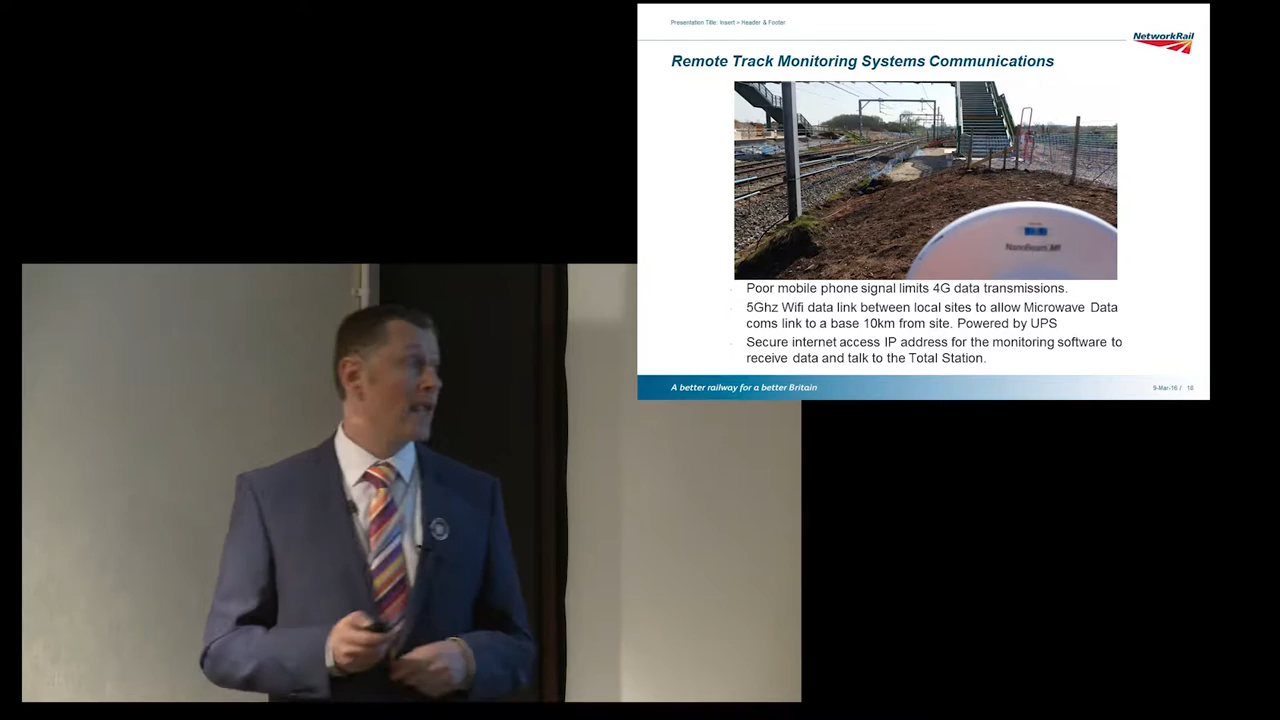 Presentation Title: Insert > Header & Footer
NetworkRail
Remote Track Monitoring Systems Communications
NanoBeam M5
Poor mobile phone signal limits 4G data transmissions.
5Ghz Wifi data link between local sites to allow Microwave Data
coms link to a base 10km from site. Powered by UPS
Secure internet access IP address for the monitoring software to
receive data and talk to the Total Station.
A better railway for a better Britain
9-Mar-16 / 18